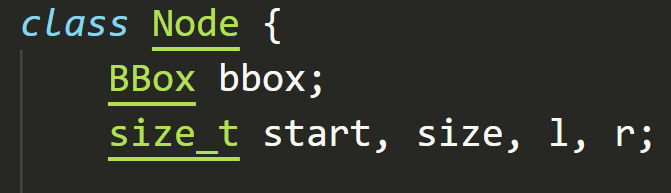 class Node {
BBox bbox;
size_t start, size, l, r;